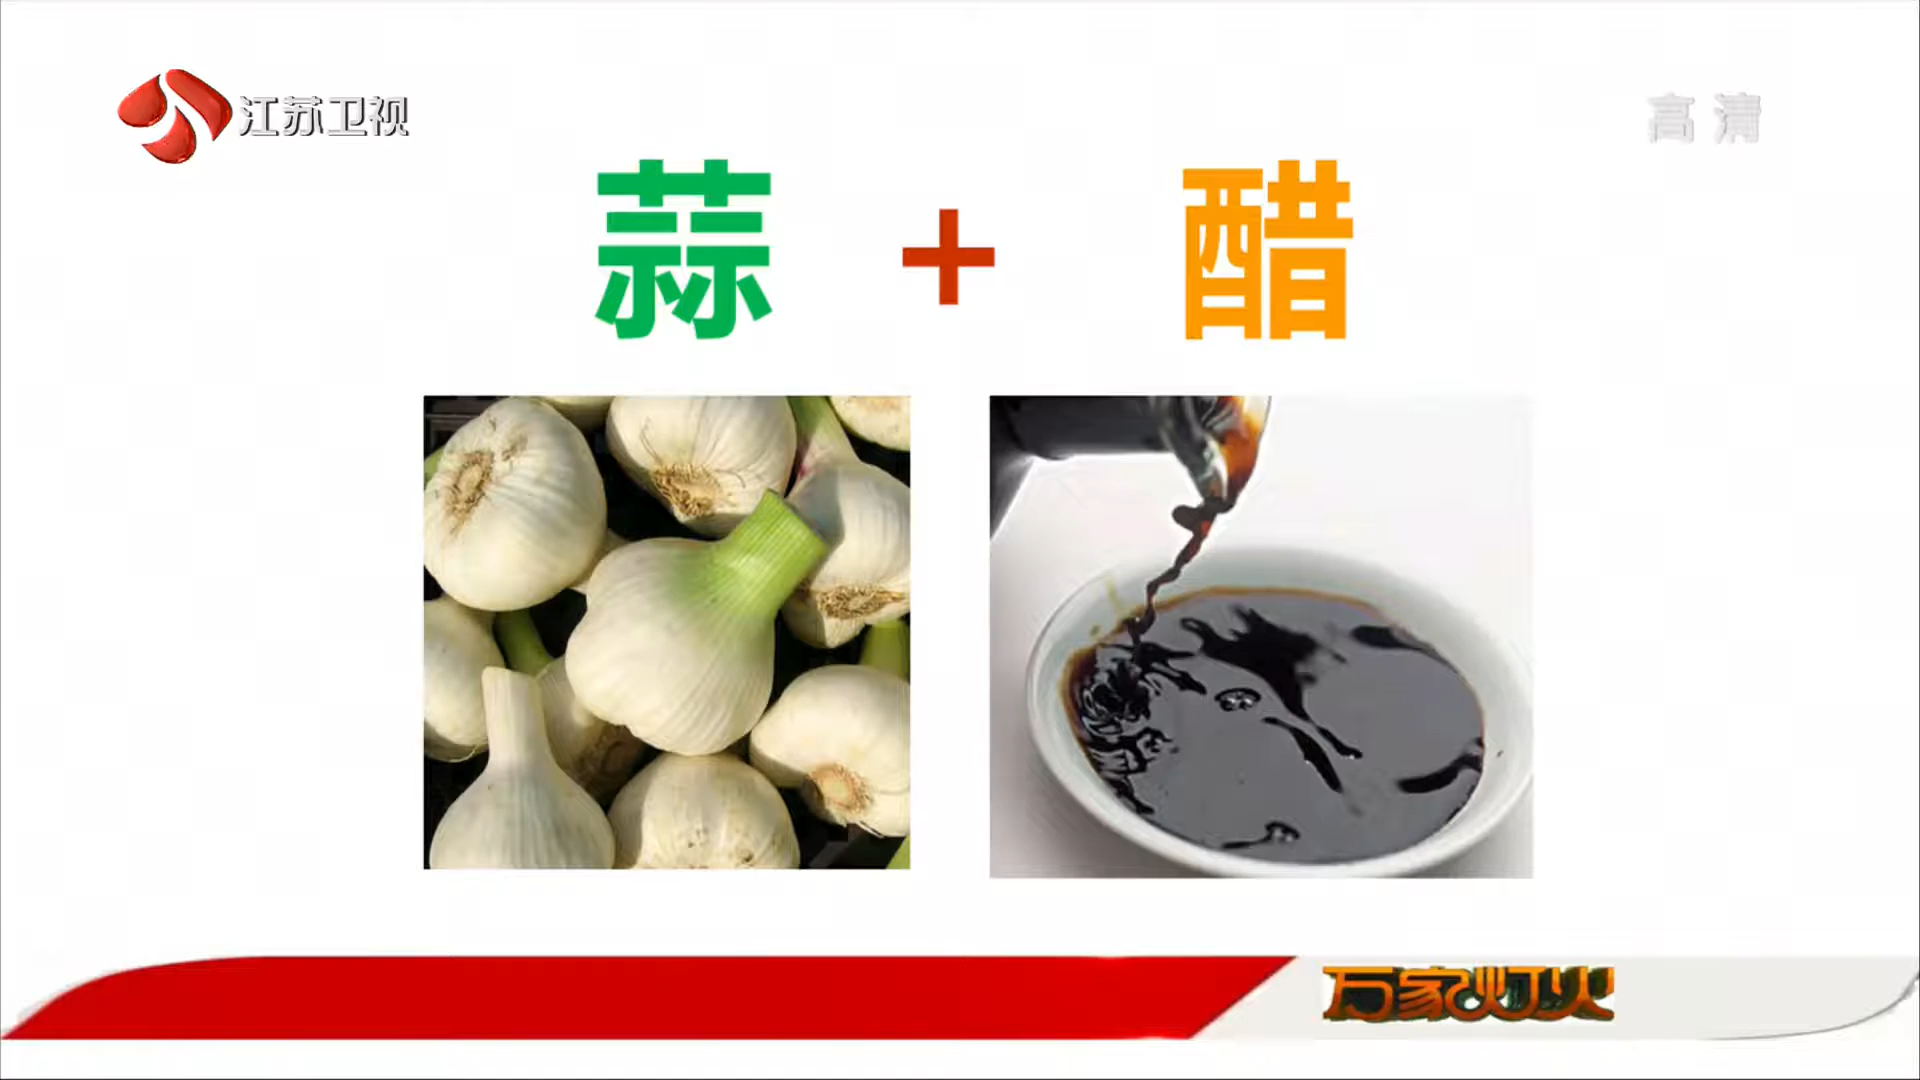 江苏卫视
高清
蒜 + 醋
万家灯火